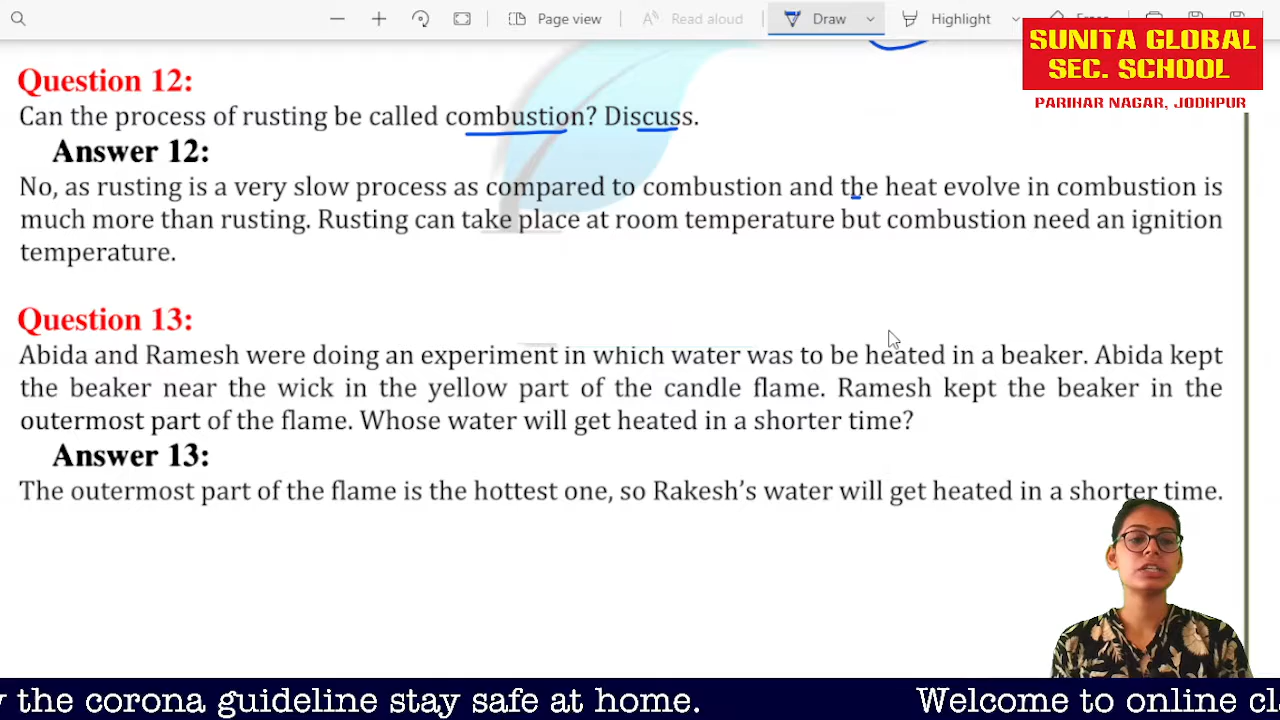 Page view
Read aloud
Draw
Highlight
SUNITA GLOBAL
SEC. SCHOOL
PARIHAR NAGAR, JODHPUR
Question 12:
Can the process of rusting be called combustion? Discuss.
Answer 12:
No, as rusting is a very slow process as compared to combustion and the heat evolve in combustion is
much more than rusting. Rusting can take place at room temperature but combustion need an ignition
temperature.
Question 13:
Abida and Ramesh were doing an experiment in which water was to be heated in a beaker. Abida kept
the beaker near the wick in the yellow part of the candle flame. Ramesh kept the beaker in the
outermost part of the flame. Whose water will get heated in a shorter time?
Answer 13:
The outermost part of the flame is the hottest one, so Rakesh's water will get heated in a shorter time.
the corona guideline stay safe at home. Welcome to online